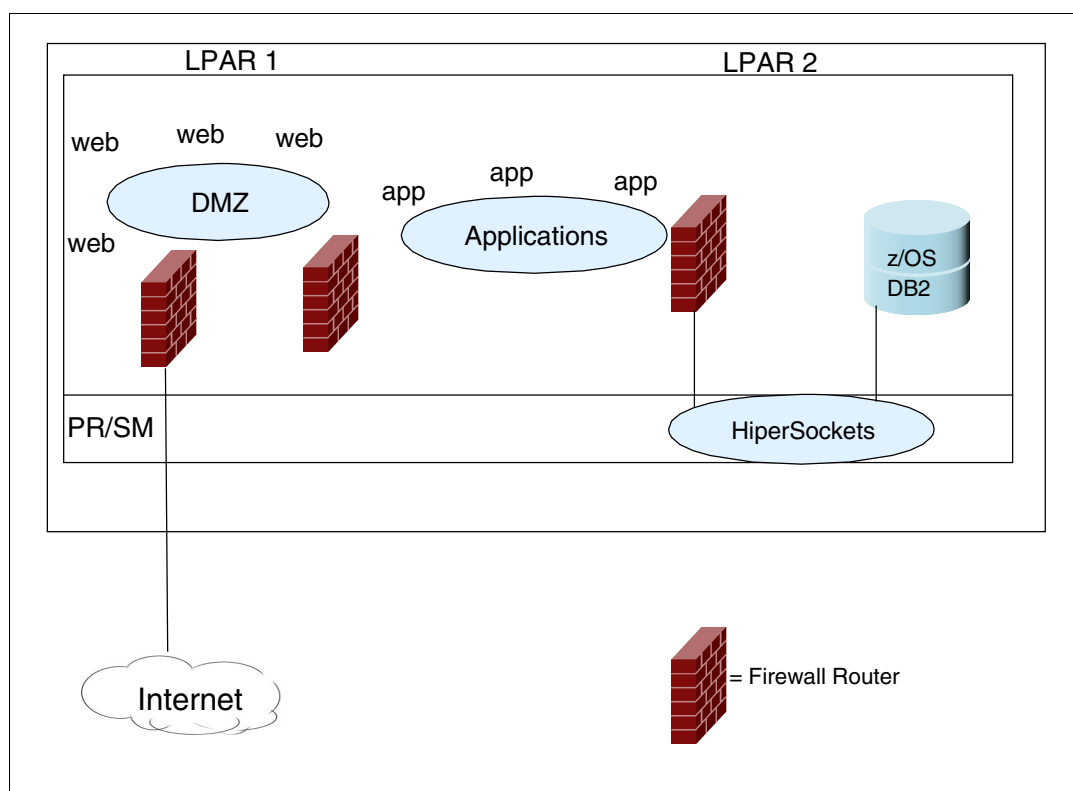 LPAR 1
LPAR 2
web
web
web
app
app
app
DMZ
Applications
web
z/OS
DB2
PR/SM
HiperSockets
Internet
= Firewall Router